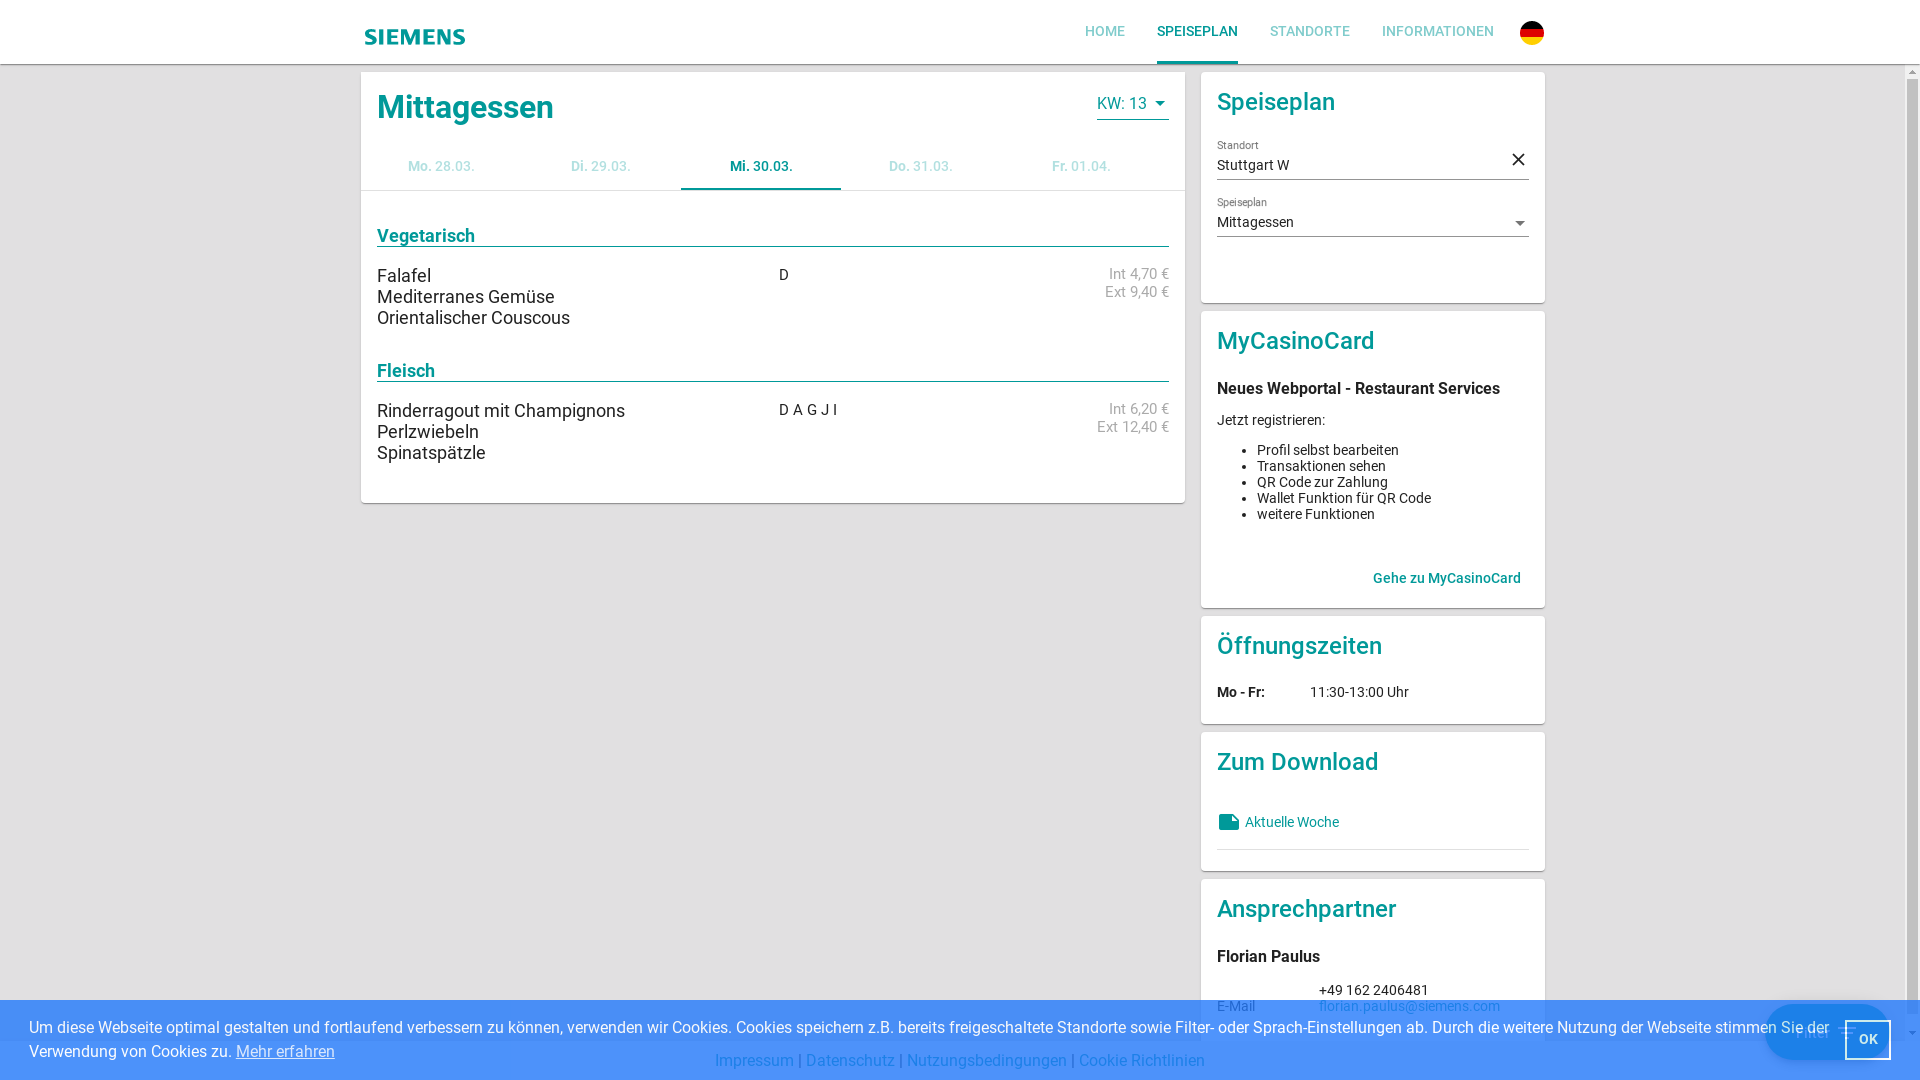 SIEMENS
HOME
SPEISEPLAN
STANDORTE
INFORMATIONEN
Mittagessen
KW: 13
Mo. 28.03.
Di. 29.03.
Mi. 30.03.
Do. 31.03.
Fr. 01.04.
Vegetarisch
Falafel
Mediterranes Gemüse
Orientalischer Couscous
D
Int 4,70 €
Ext 9,40 €
Fleisch
Rinderragout mit Champignons
Perlzwiebeln
Spinatspätzle
D A G J I
Int 6,20 €
Ext 12,40 €
Speiseplan
Standort
Stuttgart W
Speiseplan
Mittagessen
MyCasinoCard
Neues Webportal - Restaurant Services
Jetzt registrieren:
Profil selbst bearbeiten
Transaktionen sehen
QR Code zur Zahlung
Wallet Funktion für QR Code
weitere Funktionen
Gehe zu MyCasinoCard
Öffnungszeiten
Mo - Fr:
11:30-13:00 Uhr
Zum Download
Aktuelle Woche
Ansprechpartner
Florian Paulus
+49 162 2406481
E-Mail
florian.paulus@siemens.com
Filter
Um diese Webseite optimal gestalten und fortlaufend verbessern zu können, verwenden wir Cookies. Cookies speichern z.B. bereits freigeschaltete Standorte sowie Filter- oder Sprach-Einstellungen ab. Durch die weitere Nutzung der Webseite stimmen Sie der
Verwendung von Cookies zu. Mehr erfahren
OK
Impressum | Datenschutz | Nutzungsbedingungen | Cookie Richtlinien